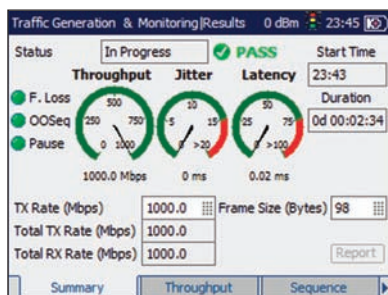 Traffic Generation & Monitoring|Results 0 dBm 23:45
Status In Progress PASS Start Time
23:43
Throughput Jitter Latency
Duration
0d 00:02:34
F. Loss
OOSeq
Pause
500 250 750 0 1000
10 5 15 0 >20
50 25 75 0 >100
1000.0 Mbps 0 ms 0.02 ms
TX Rate (Mbps) 1000.0 Frame Size (Bytes) 98
Total TX Rate (Mbps) 1000.0
Total RX Rate (Mbps) 1000.0 Report
Summary Throughput Sequence